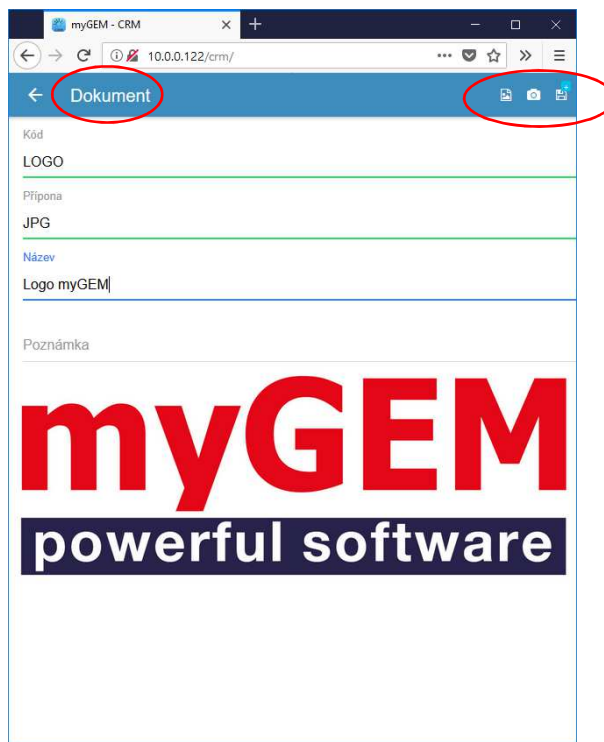 myGEM - CRM
10.0.0.122/crm/
Dokument
Kód
LOGO
Přípona
JPG
Název
Logo myGEM
Poznámka
myGEM
powerful software